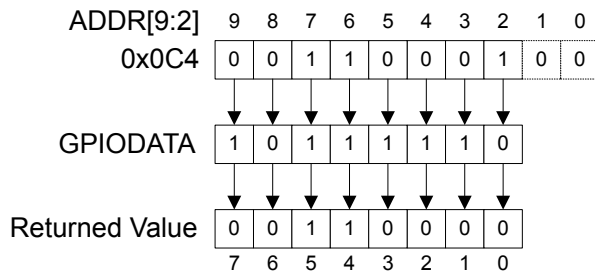 ADDR[9:2] 9 8 7 6 5 4 3 2 1 0
0x0C4 0 0 1 1 0 0 0 1 0 0
GPIODATA 1 0 1 1 1 1 1 0
Returned Value 0 0 1 1 0 0 0 0
7 6 5 4 3 2 1 0